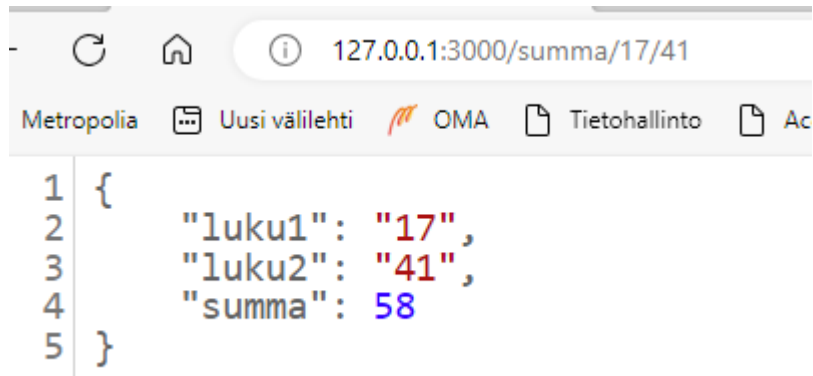 127.0.0.1:3000/summa/17/41
Metropolia Uusi välilehti OMA Tietohallinto Ac
1 {
2 "luku1": "17",
3 "luku2": "41",
4 "summa": 58
5 }